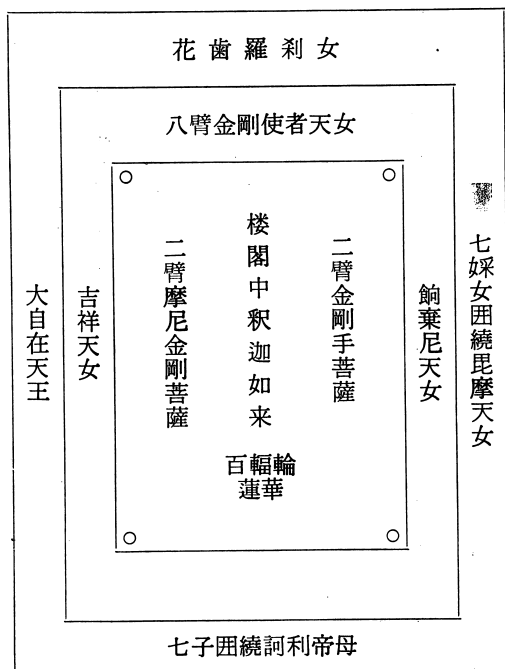 花歯羅刹女
八臂金剛使者天女
七婇女囲繞毘摩天女
餉棄尼天女
二臂金剛手菩薩
楼閣中釈迦如来
百輻輪
蓮華
二臂摩尼金剛菩薩
吉祥天女
大自在天王
七子囲繞訶利帝母